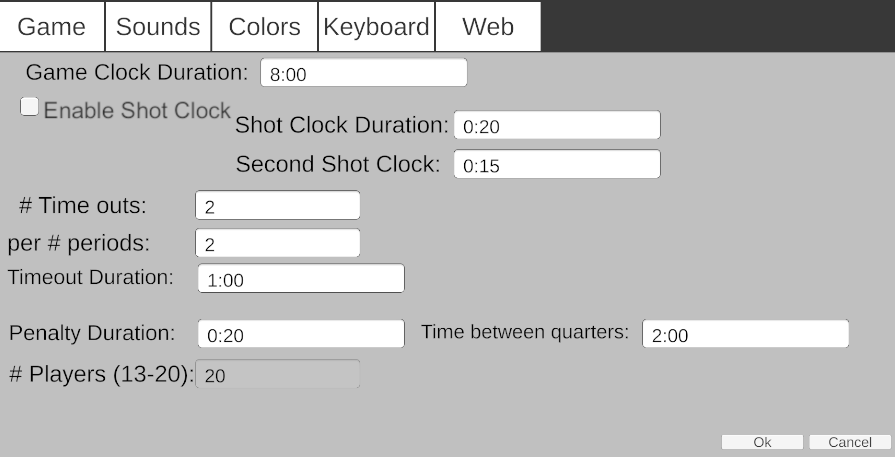 Game Sounds Colors Keyboard Web
Game Clock Duration: 8:00
Enable Shot Clock
Shot Clock Duration: 0:20
Second Shot Clock: 0:15
# Time outs: 2
per # periods: 2
Timeout Duration: 1:00
Penalty Duration: 0:20 Time between quarters: 2:00
# Players (13-20): 20
Ok Cancel